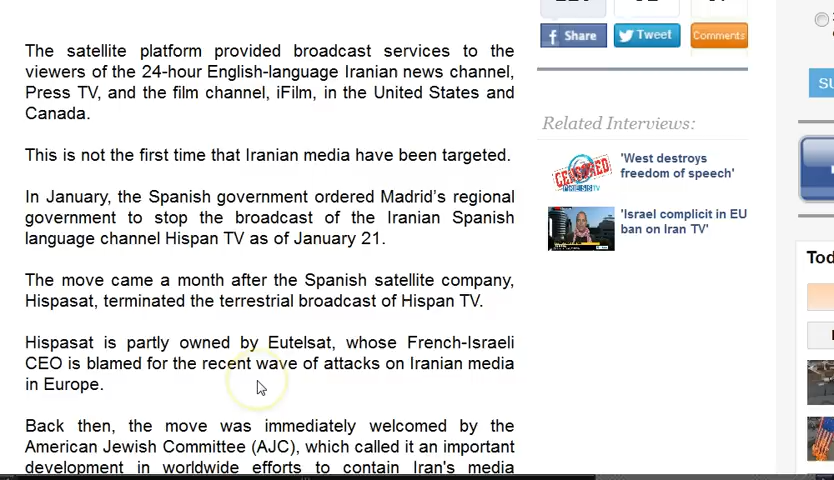 Share
Tweet
Comments
The satellite platform provided broadcast services to the
viewers of the 24-hour English-language Iranian news channel,
Press TV, and the film channel, iFilm, in the United States and
Canada.
This is not the first time that Iranian media have been targeted.
In January, the Spanish government ordered Madrid’s regional
government to stop the broadcast of the Iranian Spanish
language channel Hispan TV as of January 21.
The move came a month after the Spanish satellite company,
Hispasat, terminated the terrestrial broadcast of Hispan TV.
Hispasat is partly owned by Eutelsat, whose French-Israeli
CEO is blamed for the recent wave of attacks on Iranian media
in Europe.
Back then, the move was immediately welcomed by the
American Jewish Committee (AJC), which called it an important
development in worldwide efforts to contain Iran's media
Related Interviews:
CENSORED
PRESS TV
'West destroys
freedom of speech'
'Israel complicit in EU
ban on Iran TV'
SU
Tod